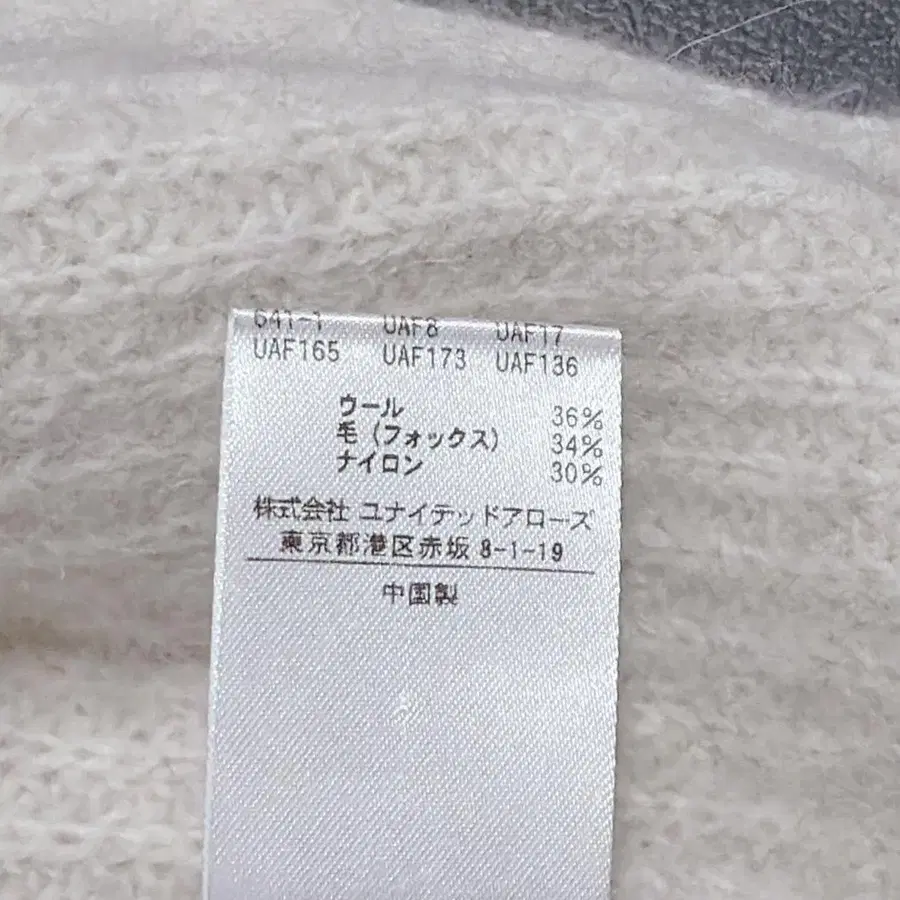 641-1 UAF8 UAF17
UAF165 UAF173 UAF136
ウール 36%
毛(フォックス) 34%
ナイロン 30%
株式会社 ユナイテッドアローズ
東京都港区赤坂 8-1-19
中国製